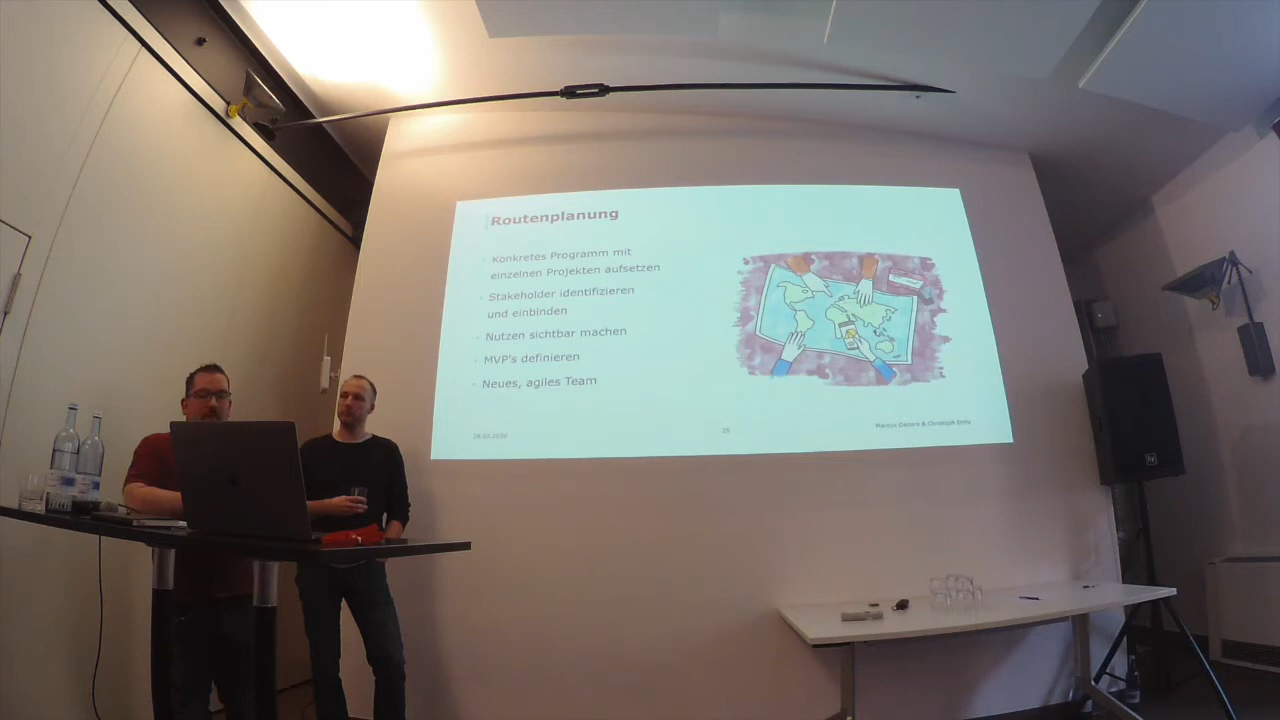 Routenplanung
· Konkretes Programm mit
einzelnen Projekten aufsetzen
· Stakeholder identifizieren
und einbinden
· Nutzen sichtbar machen
· MVP's definieren
· Neues, agiles Team
& Christoph